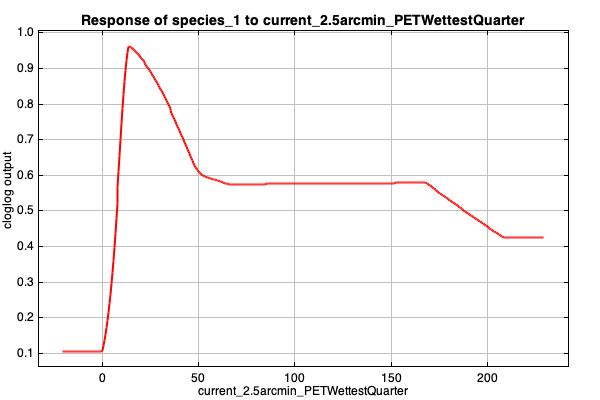 Response of species_1 to current_2.5arcmin_PETWettestQuarter
1.0
0.9
0.8
0.7
0.6
0.5
0.4
0.3
0.2
0.1
cloglog output
0 50 100 150 200
current_2.5arcmin_PETWettestQuarter